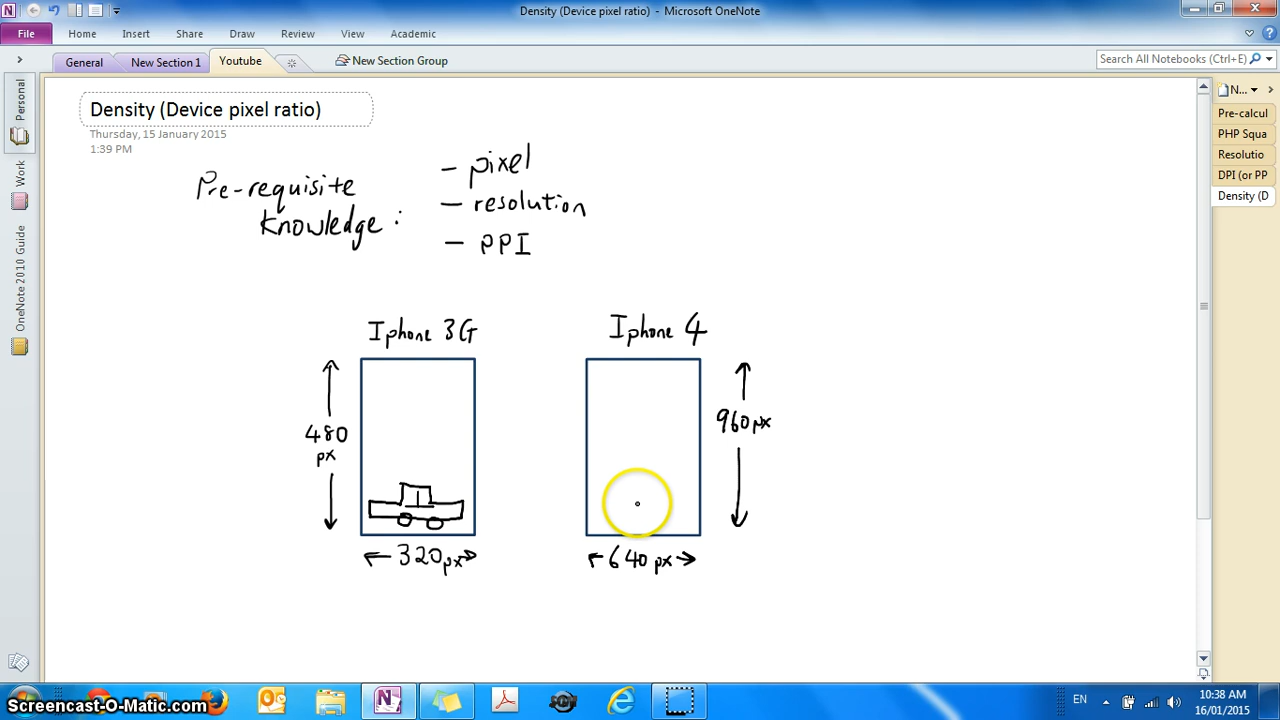 Density (Device pixel ratio) - Microsoft OneNote
File Home Insert Share Draw Review View Academic
General New Section 1 Youtube New Section Group
Search All Notebooks (Ctrl+E)
N...
Personal
Work
OneNote 2010 Guide
Pre-calcul
PHP Squa
Resolutio
DPI (or PP
Density (D
Density (Device pixel ratio)
Thursday, 15 January 2015
1:39 PM
Pre-requisite
Knowledge:
- pixel
- resolution
- PPI
Iphone 3G
Iphone 4
480
px
960px
320px
640px
EN
10:38 AM
16/01/2015
Screencast-O-Matic.com